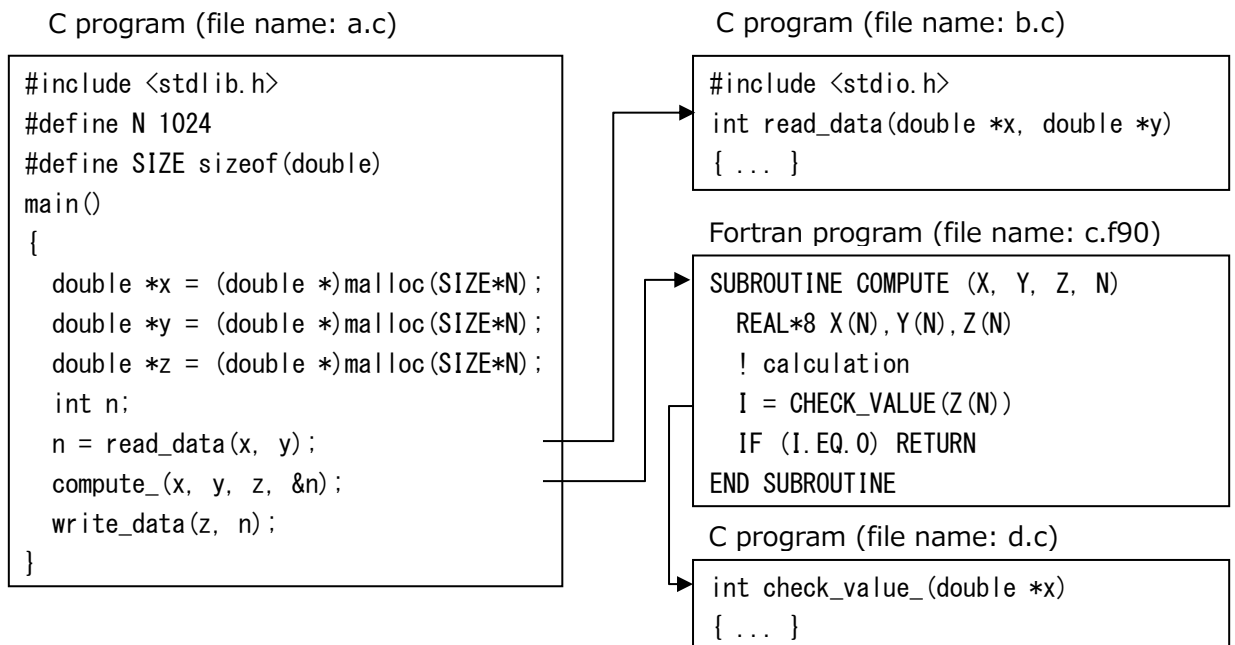 C program (file name: a.c)
#include <stdlib.h>
#define N 1024
#define SIZE sizeof(double)
main()
{
  double *x = (double *)malloc(SIZE*N);
  double *y = (double *)malloc(SIZE*N);
  double *z = (double *)malloc(SIZE*N);
  int n;
  n = read_data(x, y);
  compute_(x, y, z, &n);
  write_data(z, n);
}
C program (file name: b.c)
#include <stdio.h>
int read_data(double *x, double *y)
{ ... }
Fortran program (file name: c.f90)
SUBROUTINE COMPUTE (X, Y, Z, N)
  REAL*8 X(N),Y(N),Z(N)
  ! calculation
  I = CHECK_VALUE(Z(N))
  IF (I.EQ.0) RETURN
END SUBROUTINE
C program (file name: d.c)
int check_value_(double *x)
{ ... }